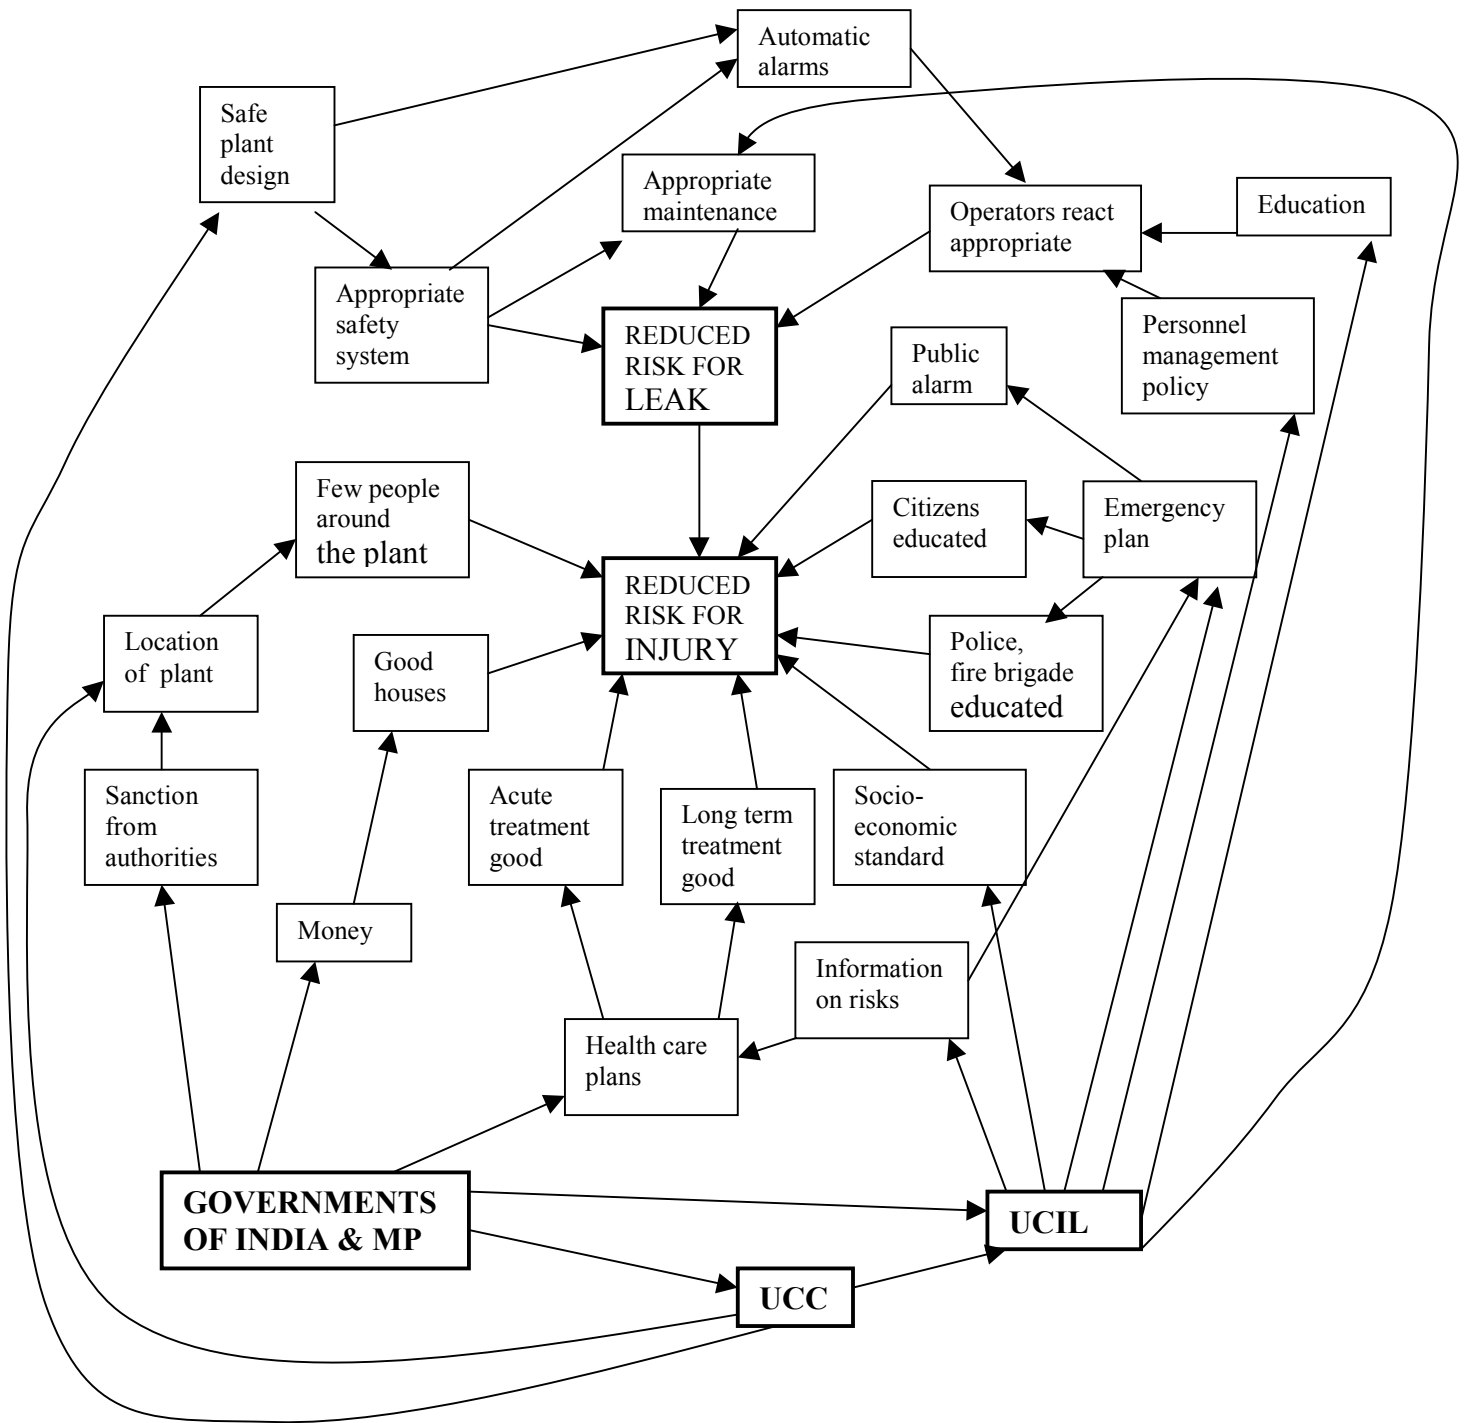 Automatic
alarms
Safe
plant
design
Appropriate
maintenance
Operators react
appropriate
Education
Appropriate
safety
system
REDUCED
RISK FOR
LEAK
Public
alarm
Personnel
management
policy
Few people
around
the plant
Citizens
educated
Emergency
plan
REDUCED
RISK FOR
INJURY
Location
of plant
Good
houses
Police,
fire brigade
educated
Sanction
from
authorities
Acute
treatment
good
Long term
treatment
good
Socio-
economic
standard
Money
Information
on risks
Health care
plans
GOVERNMENTS
OF INDIA & MP
UCIL
UCC